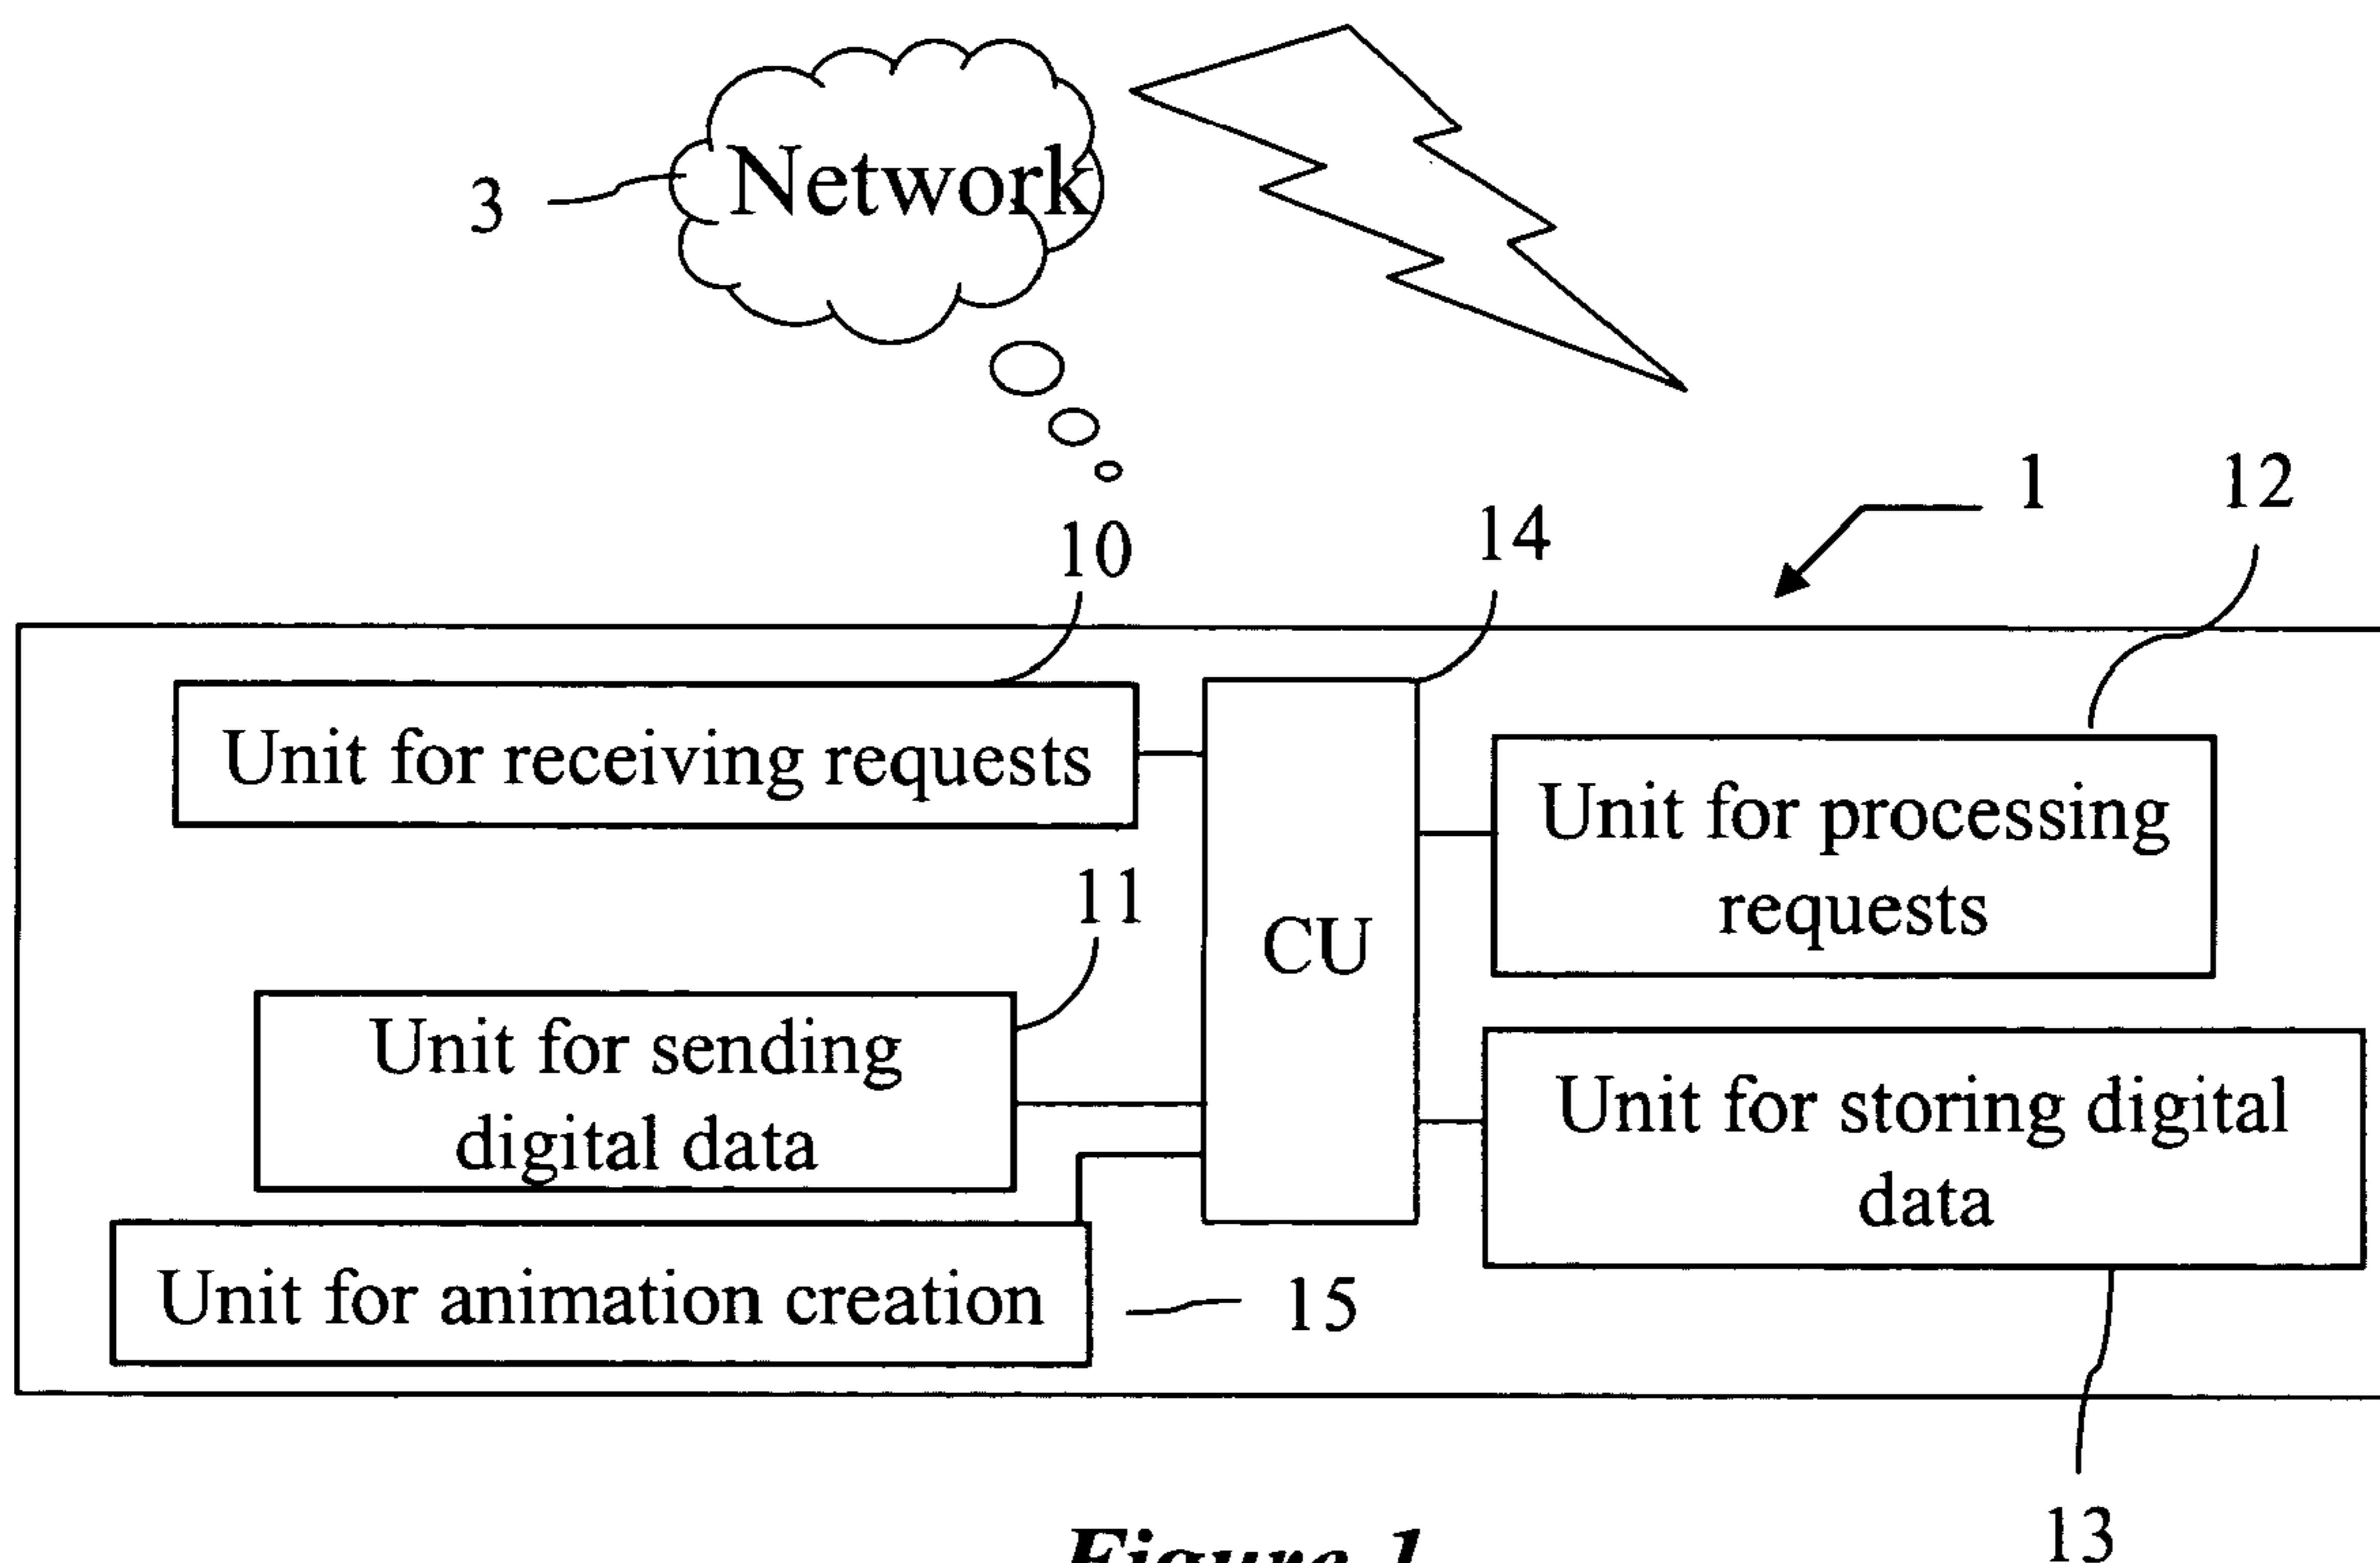 Network
3
1
12
14
10
Unit for receiving requests
Unit for processing
requests
11
CU
Unit for sending
digital data
Unit for storing digital
data
Unit for animation creation
15
13
Figure 1